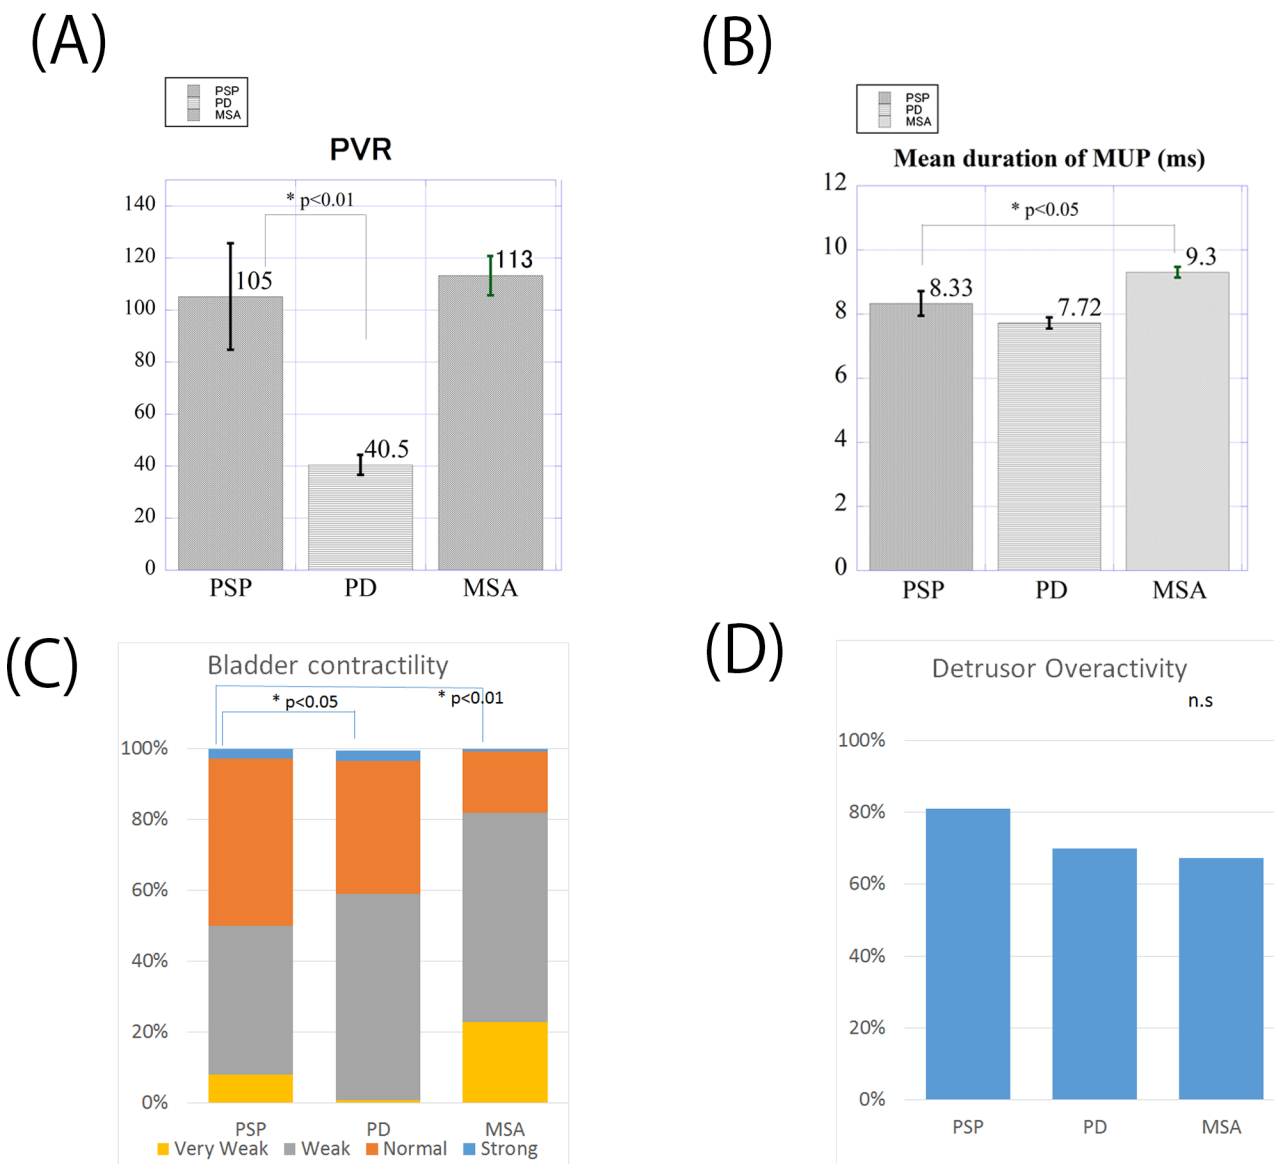 (A)
PSP
PD
MSA
PVR
* p<0.01
140
120
100
80
60
40
20
0
105
40.5
113
PSP PD MSA
(B)
PSP
PD
MSA
Mean duration of MUP (ms)
* p<0.05
12
10
8
6
4
2
0
8.33
7.72
9.3
PSP PD MSA
(C)
Bladder contractility
* p<0.05
* p<0.01
100%
80%
60%
40%
20%
0%
PSP PD MSA
Very Weak Weak Normal Strong
(D)
Detrusor Overactivity
n.s
100%
80%
60%
40%
20%
0%
PSP PD MSA